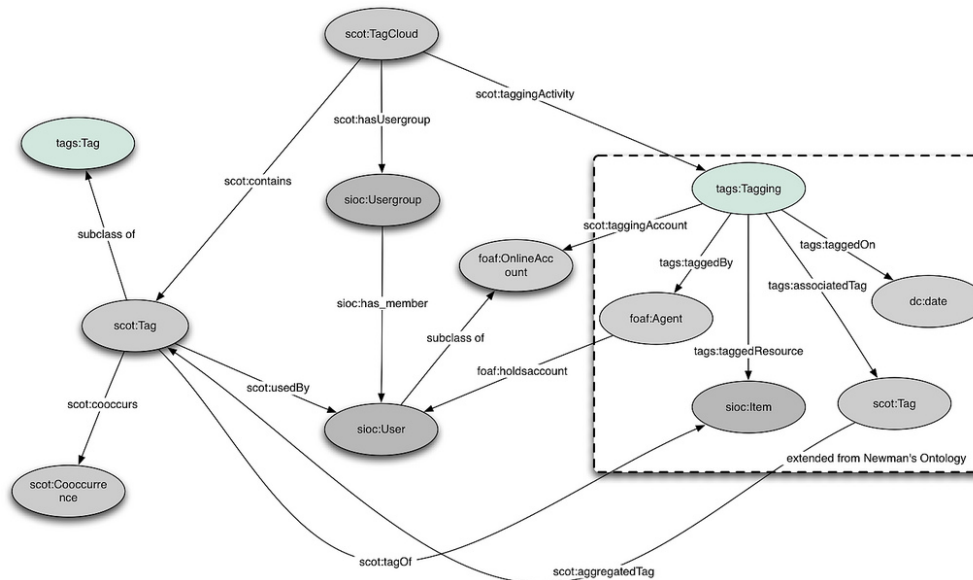 scot:TagCloud
scot:taggingActivity
scot:hasUsergroup
tags:Tag
scot:contains
tags:Tagging
sioc:Usergroup
scot:taggingAccount
subclass of
tags:taggedOn
foaf:OnlineAcco
unt
tags:taggedBy
tags:associatedTag
sioc:has_member
dc:date
foaf:Agent
scot:Tag
subclass of
tags:taggedResource
scot:usedBy
foaf:holdsaccount
scot:cooccurs
sioc:Item
scot:Tag
sioc:User
extended from Newman's Ontology
scot:Cooccurre
nce
scot:tagOf
scot:aggregatedTag